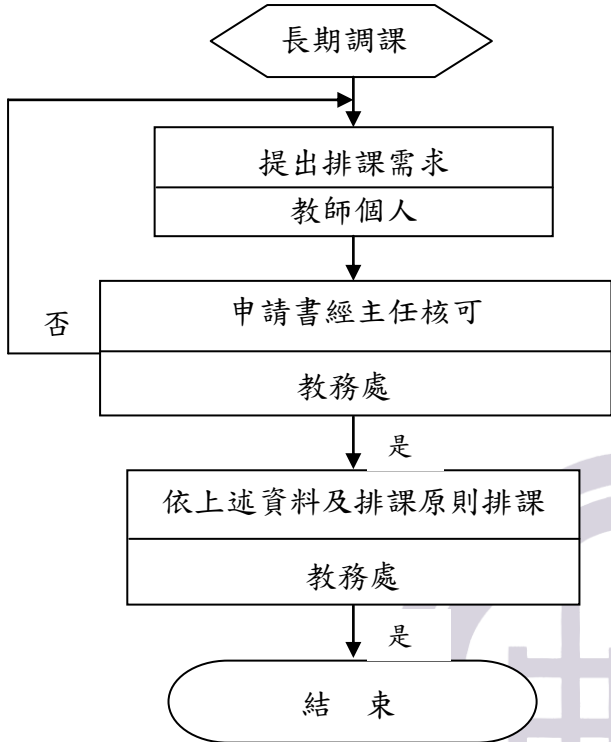 長期調課
提出排課需求
教師個人
申請書經主任核可
否
教務處
是
依上述資料及排課原則排課
教務處
是
結 束